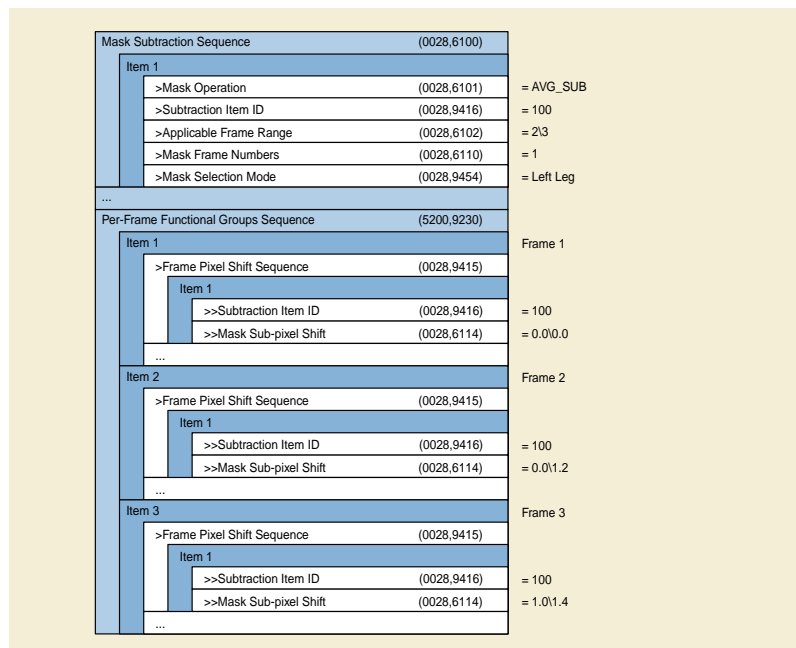 Mask Subtraction Sequence (0028,6100)
Item 1
>Mask Operation (0028,6101) = AVG_SUB
>Subtraction Item ID (0028,9416) = 100
>Applicable Frame Range (0028,6102) = 2\3
>Mask Frame Numbers (0028,6110) = 1
>Mask Selection Mode (0028,9454) = Left Leg
...
Per-Frame Functional Groups Sequence (5200,9230)
Item 1 Frame 1
>Frame Pixel Shift Sequence (0028,9415)
Item 1
>>Subtraction Item ID (0028,9416) = 100
>>Mask Sub-pixel Shift (0028,6114) = 0.0\0.0
...
Item 2 Frame 2
>Frame Pixel Shift Sequence (0028,9415)
Item 1
>>Subtraction Item ID (0028,9416) = 100
>>Mask Sub-pixel Shift (0028,6114) = 0.0\1.2
...
Item 3 Frame 3
>Frame Pixel Shift Sequence (0028,9415)
Item 1
>>Subtraction Item ID (0028,9416) = 100
>>Mask Sub-pixel Shift (0028,6114) = 1.0\1.4
...